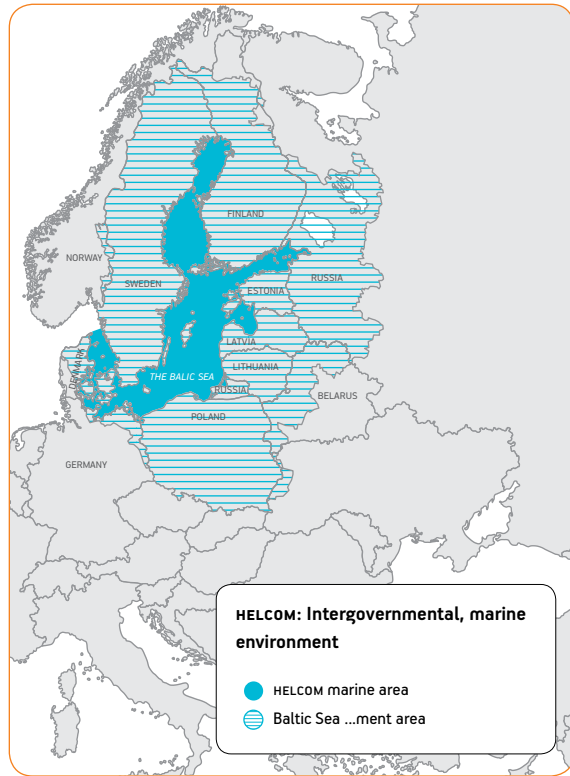 FINLAND
NORWAY
SWEDEN
RUSSIA
ESTONIA
LATVIA
DENMARK
LITHUANIA
THE BALIC SEA
RUSSIA
BELARUS
POLAND
GERMANY
HELCOM: Intergovernmental, marine
environment
HELCOM marine area
Baltic Sea ...ment area